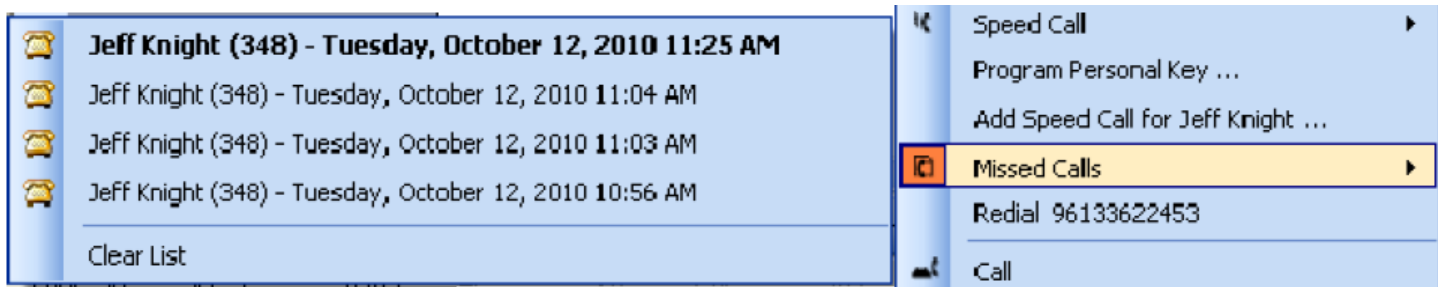 Jeff Knight (348) - Tuesday, October 12, 2010 11:25 AM
Jeff Knight (348) - Tuesday, October 12, 2010 11:04 AM
Jeff Knight (348) - Tuesday, October 12, 2010 11:03 AM
Jeff Knight (348) - Tuesday, October 12, 2010 10:56 AM
Clear List
Speed Call
Program Personal Key ...
Add Speed Call for Jeff Knight ...
Missed Calls
Redial 96133622453
Call